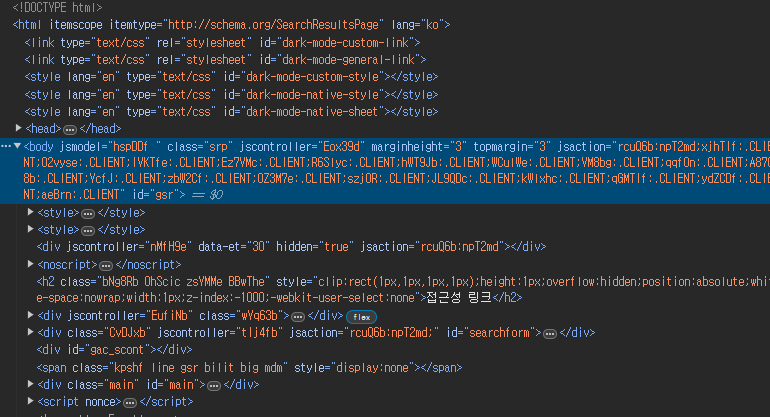 <!DOCTYPE html>
<html itemscope itemtype="http://schema.org/SearchResultsPage" lang="ko">
<link type="text/css" rel="stylesheet" id="dark-mode-custom-link">
<link type="text/css" rel="stylesheet" id="dark-mode-general-link">
<style lang="en" type="text/css" id="dark-mode-custom-style"></style>
<style lang="en" type="text/css" id="dark-mode-native-style"></style>
<style lang="en" type="text/css" id="dark-mode-native-sheet"></style>
▶<head>…</head>
…▼<body jsmodel="hspDDf " class="srp" jscontroller="Eox39d" marginheight="3" topmargin="3" jsaction="rcuQ6b:npT2md;xjhTIf:.CLIE
NT;O2vyse:.CLIENT;IVKTfe:.CLIENT;Ez7VMc:.CLIENT;R6Slyc:.CLIENT;hWT9Jb:.CLIENT;WCulWe:.CLIENT;VM8bg:.CLIENT;qqf0n:.CLIENT;A87
8b:.CLIENT;YcfJ:.CLIENT;zbW2Cf:.CLIENT;OZ3M7e:.CLIENT;szjOR:.CLIENT;JL9QDc:.CLIENT;kWlxhc:.CLIENT;qGMTIf:.CLIENT;ydZCDf:.CLIE
NT;aeBrn:.CLIENT" id="gsr"> == $0
▶<style>…</style>
▶<style>…</style>
<div jscontroller="nMfH9e" data-et="30" hidden="true" jsaction="rcuQ6b:npT2md"></div>
▶<noscript>…</noscript>
<h2 class="bNg8Rb OhScic zsYMMe BBwThe" style="clip:rect(1px,1px,1px,1px);height:1px;overflow:hidden;position:absolute;whit
e-space:nowrap;width:1px;z-index:-1000;-webkit-user-select:none">접근성 링크</h2>
▶<div jscontroller="EufiNb" class="wYq63b">…</div> flex
▶<div class="CvDJxb" jscontroller="tlj4fb" jsaction="rcuQ6b:npT2md;" id="searchform">…</div>
<div id="gac_scont"></div>
<span class="kpshf line gsr bilit big mdm" style="display:none"></span>
▶<div class="main" id="main">…</div>
▶<script nonce>…</script>